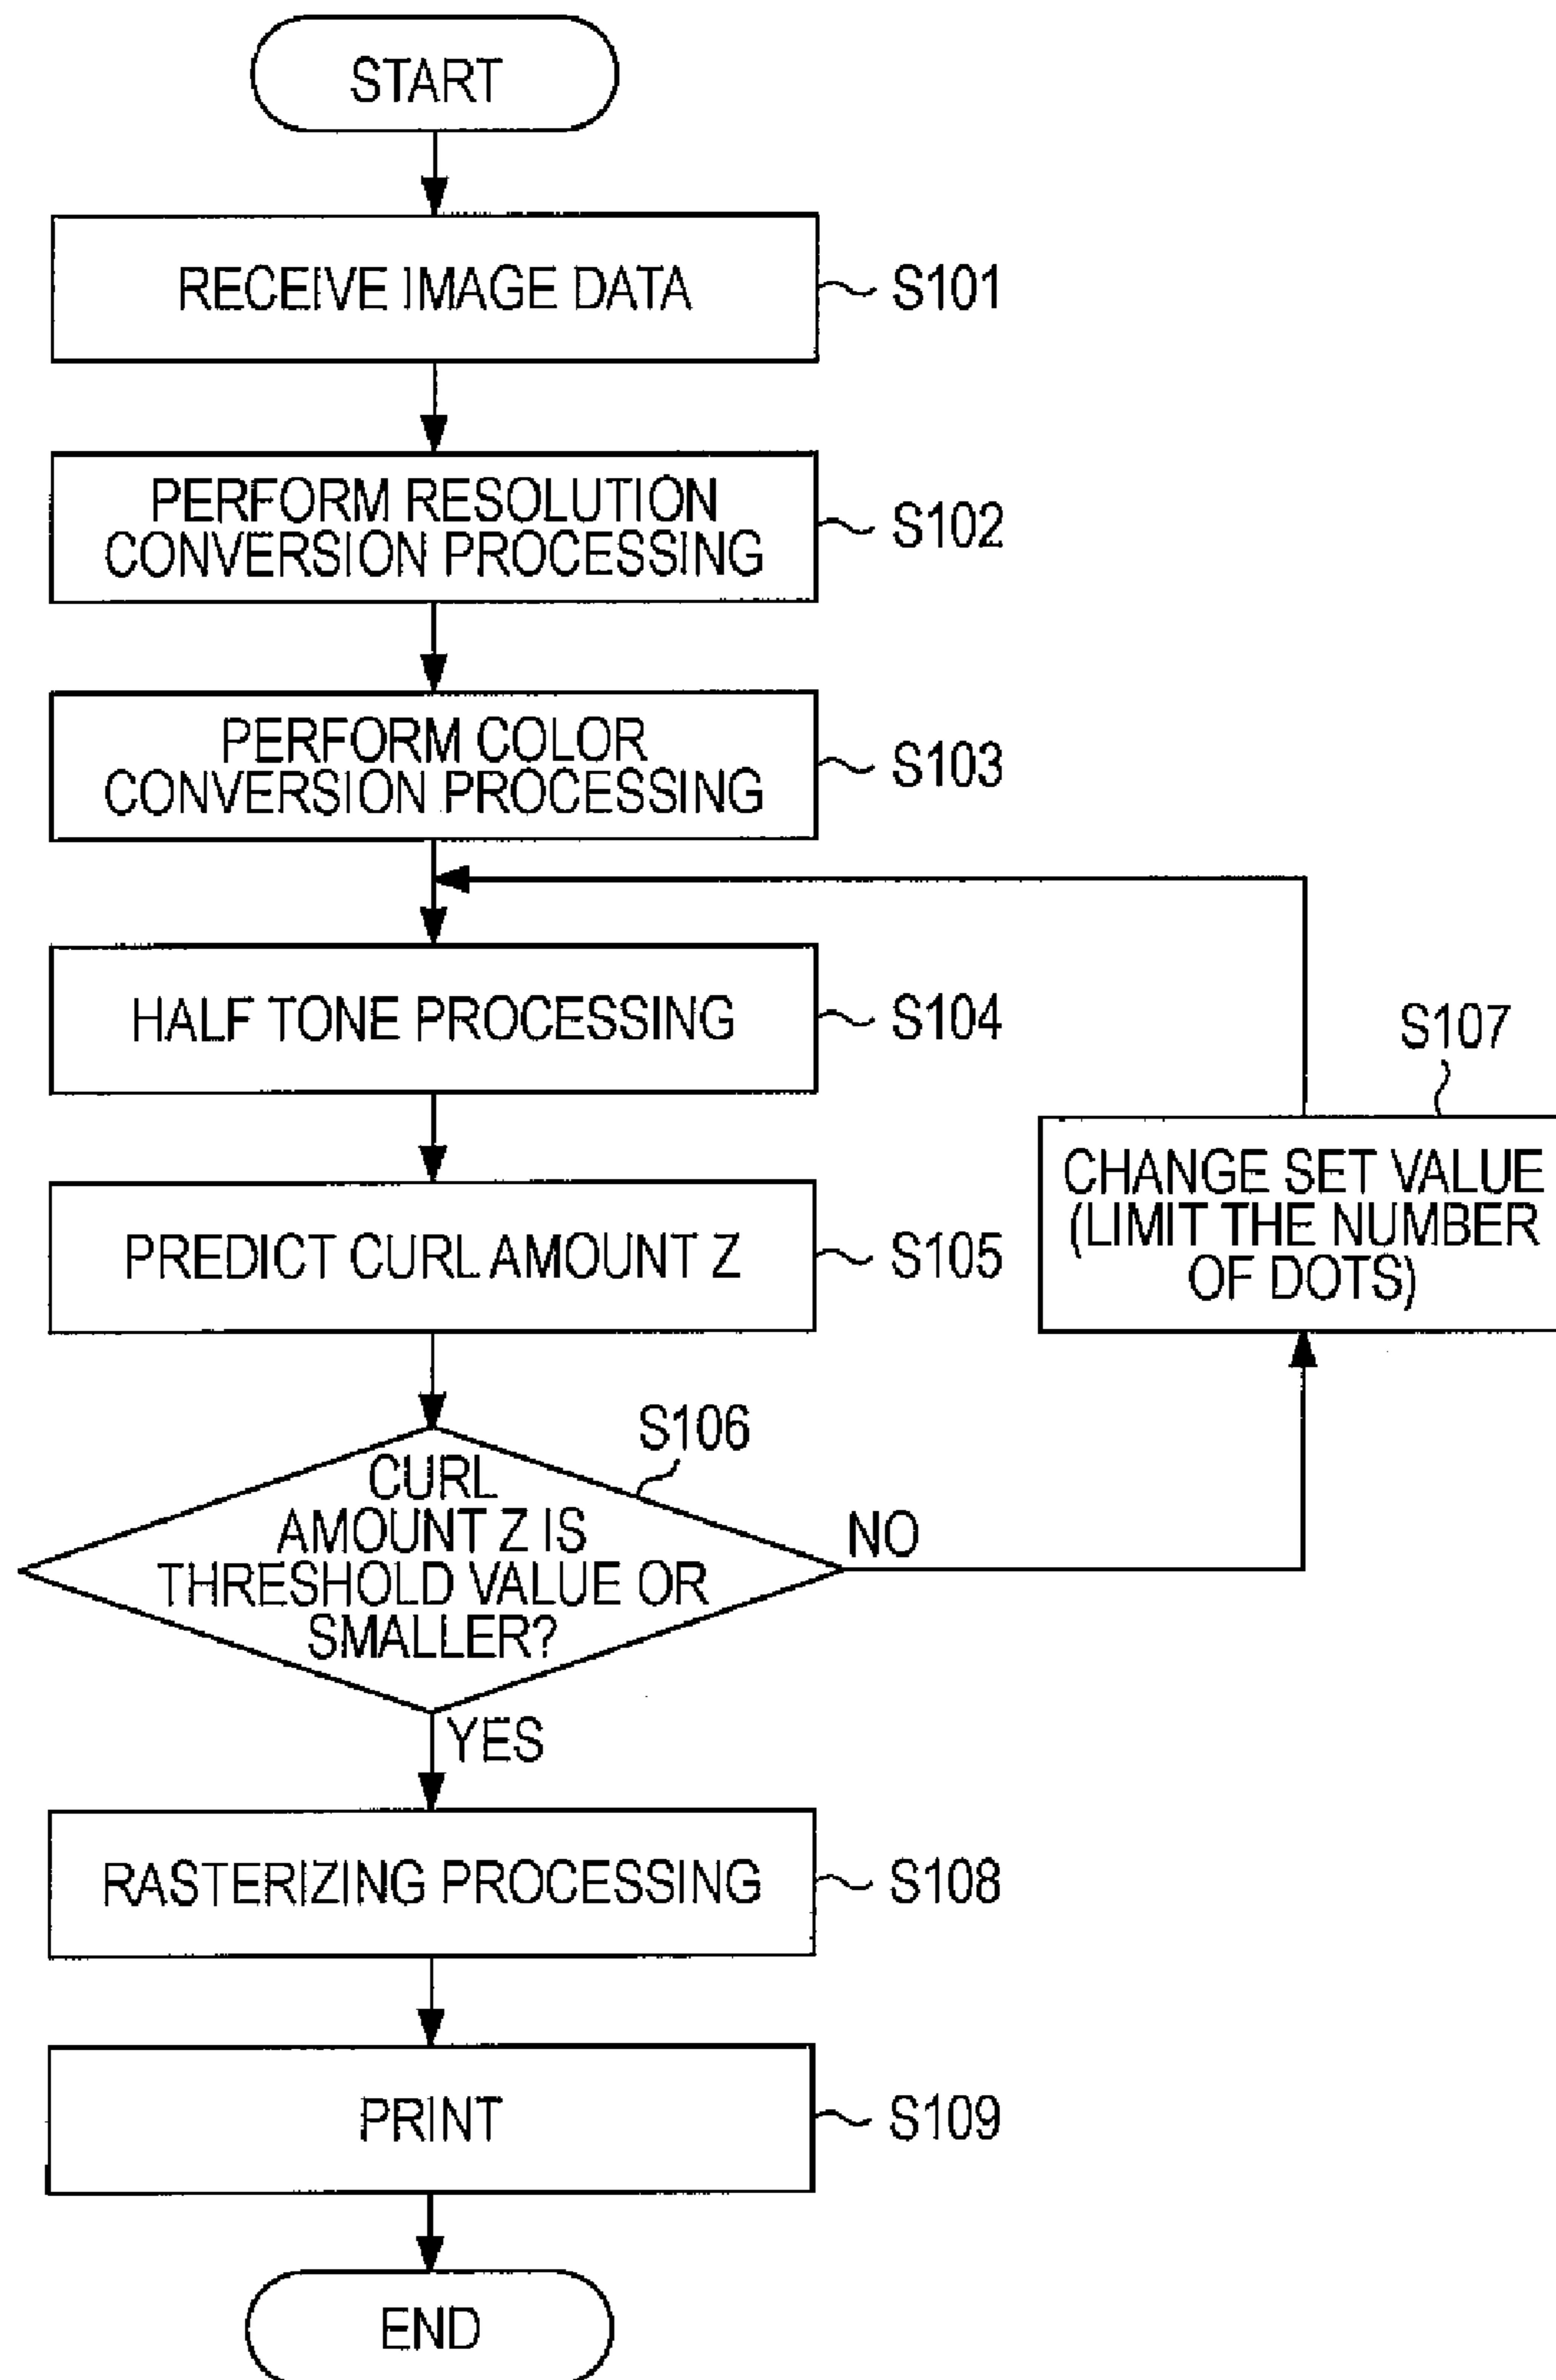 START
RECEIVE IMAGE DATA
S101
PERFORM RESOLUTION
CONVERSION PROCESSING
S102
PERFORM COLOR
CONVERSION PROCESSING
S103
HALF TONE PROCESSING
S104
S107
CHANGE SET VALUE
(LIMIT THE NUMBER
OF DOTS)
PREDICT CURL AMOUNT Z
S105
S106
CURL
AMOUNT Z IS
THRESHOLD VALUE OR
SMALLER?
NO
YES
RASTERIZING PROCESSING
S108
PRINT
S109
END